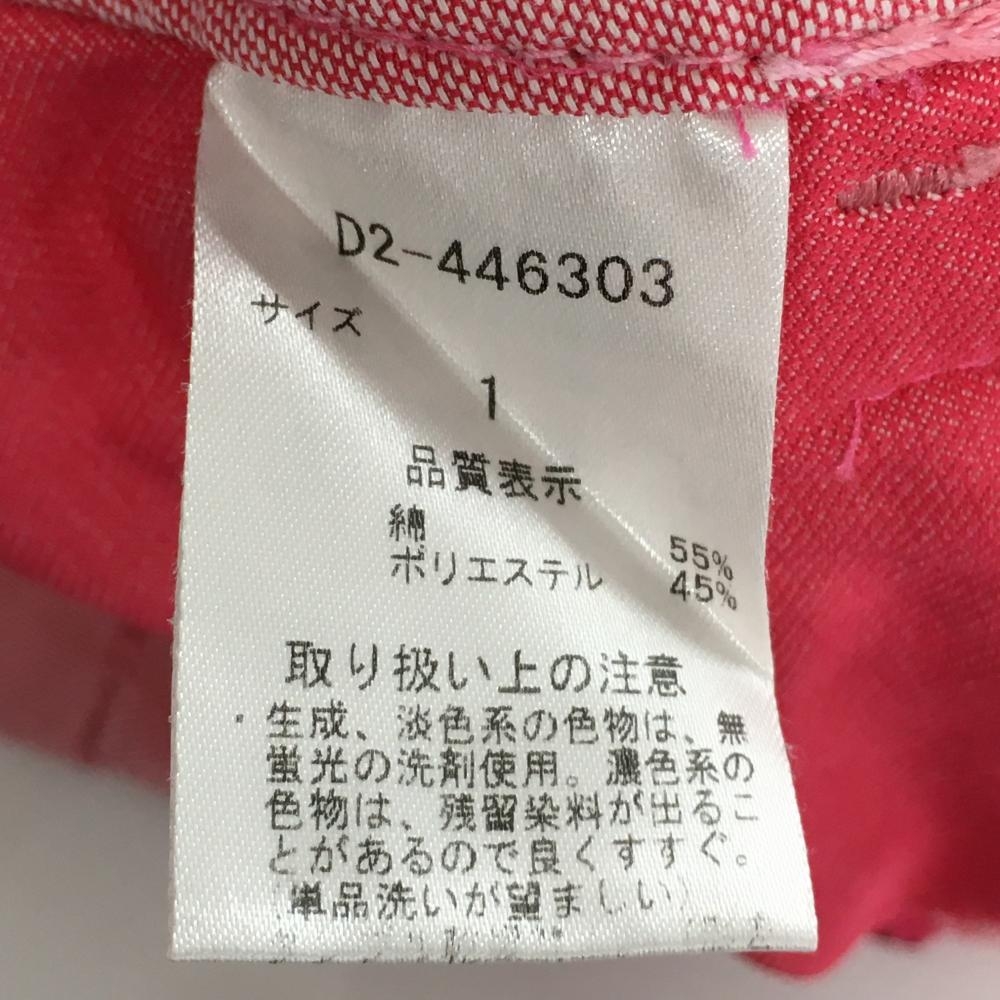 D2-446303
サイズ
1
品質表示
綿 55%
ポリエステル 45%
取り扱い上の注意
・生成、淡色系の色物は、無
蛍光の洗剤使用。濃色系の
色物は、残留染料が出るこ
とがあるので良くすすぐ。
(単品洗いが望ましい)